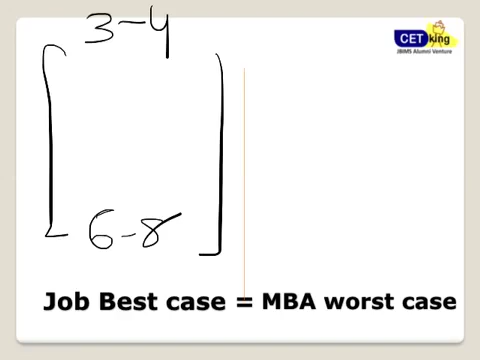 3-4
CET king
JBIMS Alumni Venture
6-8
Job Best case = MBA worst case